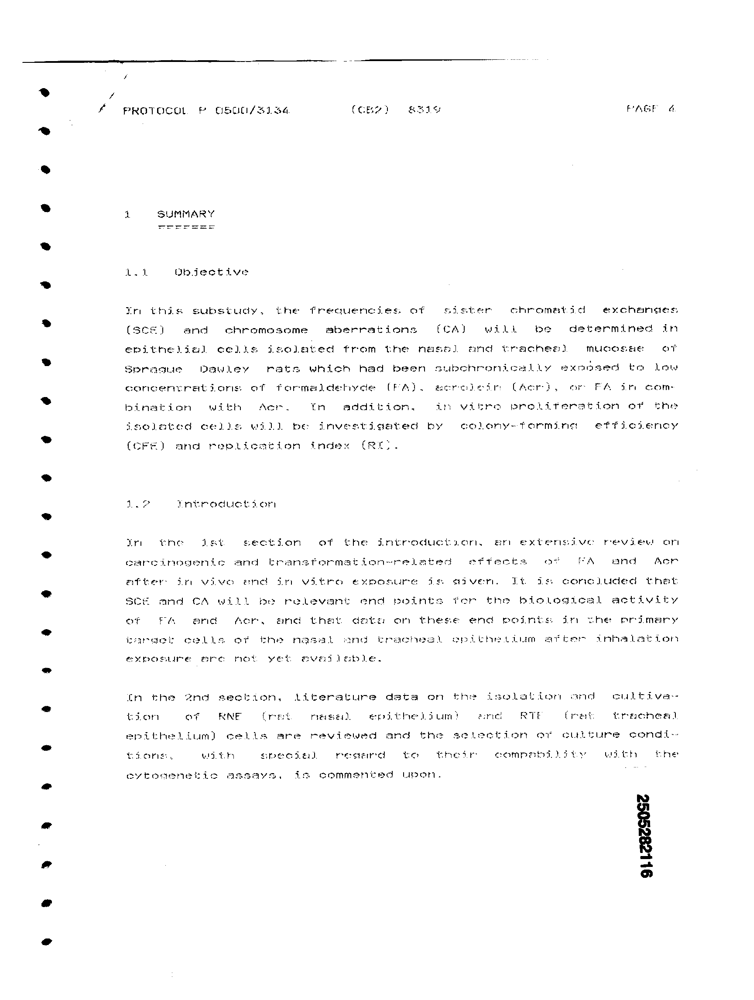 PROTOCOL P 0500/3134 (CB2) 8319 PAGE 4
1 SUMMARY
=======
1.1 Objective
In this substudy, the frequencies of sister chromatid exchanges
(SCE) and chromosome aberrations (CA) will be determined in
epithelial cells isolated from the nasal and tracheal mucosae of
Sprague Dawley rats which had been subchronically exposed to low
concentrations of formaldehyde (FA), acrolein (Acr), or FA in com-
bination with Acr. In addition, in vitro proliferation of the
isolated cells will be investigated by colony-forming efficiency
(CFE) and replication index (RI).
1.2 Introduction
In the 1st section of the introduction, an extensive review on
carcinogenic and transformation-related effects of FA and Acr
after in vivo and in vitro exposure is given. It is concluded that
SCE and CA will be relevant end points for the biological activity
of FA and Acr, and that data on these end points in the primary
target cells of the nasal and tracheal epithelium after inhalation
exposure are not yet available.
In the 2nd section, literature data on the isolation and cultiva-
tion of RNE (rat nasal epithelium) and RTE (rat tracheal
epithelium) cells are reviewed and the selection of culture condi-
tions, with special regard to their compability with the
cytogenetic assays, is commented upon.
2505282116